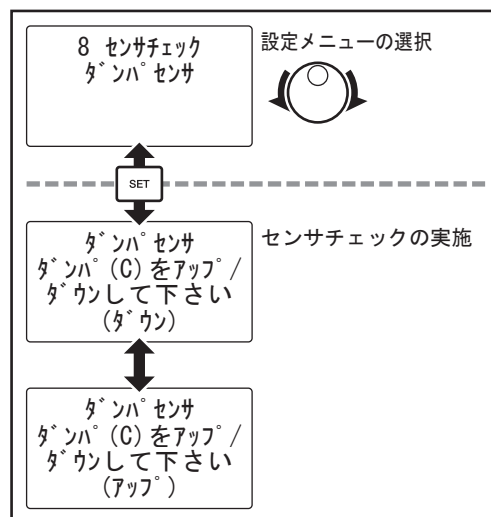 8 ｾﾝｻﾁｪｯｸ
ﾀﾞﾝﾊﾟｾﾝｻ
設定メニューの選択
SET
ﾀﾞﾝﾊﾟｾﾝｻ
ﾀﾞﾝﾊﾟ(C)をｱｯﾌﾟ/
ﾀﾞｳﾝして下さい
(ﾀﾞｳﾝ)
センサチェックの実施
ﾀﾞﾝﾊﾟｾﾝｻ
ﾀﾞﾝﾊﾟ(C)をｱｯﾌﾟ/
ﾀﾞｳﾝして下さい
(ｱｯﾌﾟ)